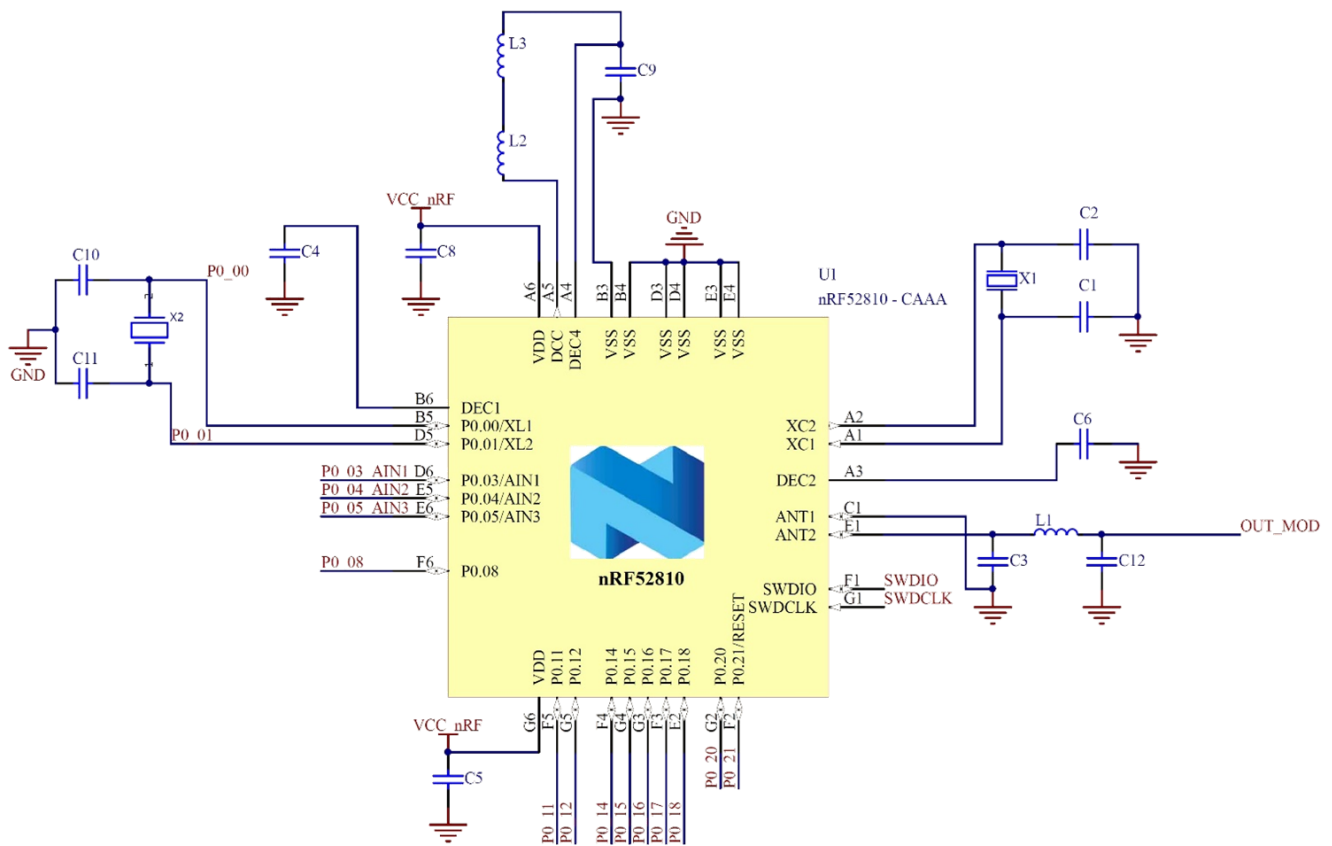 L3
C9
L2
VCC_nRF
GND
C2
C4
C8
C10
P0_00
U1
X1
nRF52810 - CAAA
C1
A6
A5
A4
B3
B4
D3
D4
E3
E4
2
X2
1
GND
C11
VDD
DCC
DEC4
VSS
VSS
VSS
VSS
VSS
VSS
B6
DEC1
B5
P0.00/XL1
P0_01
D5
P0.01/XL2
XC2
A2
XC1
A1
C6
P0_03_AIN1
D6
P0.03/AIN1
P0_04_AIN2
E5
P0.04/AIN2
P0_05_AIN3
E6
P0.05/AIN3
DEC2
A3
ANT1
C1
ANT2
E1
L1
OUT_MOD
C3
C12
P0_08
F6
P0.08
nRF52810
SWDIO
F1
SWDIO
SWDCLK
G1
SWDCLK
VDD
P0.11
P0.12
P0.14
P0.15
P0.16
P0.17
P0.18
P0.20
P0.21/RESET
VCC_nRF
G6
F5
G5
F4
G4
G3
F3
E2
G2
F2
C5
P0_11
P0_12
P0_14
P0_15
P0_16
P0_17
P0_18
P0_20
P0_21